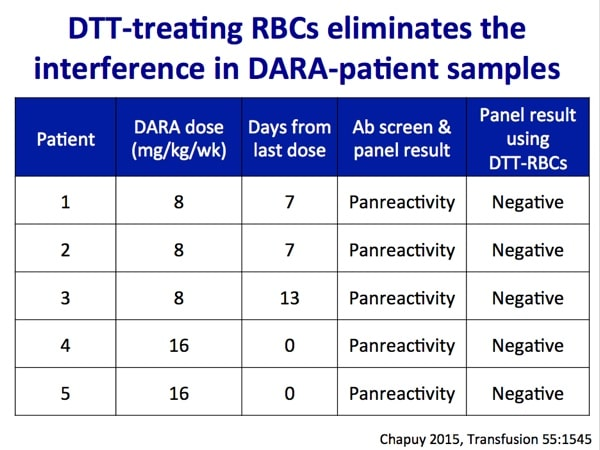 DTT-treating RBCs eliminates the
interference in DARA-patient samples
Patient
DARA dose
(mg/kg/wk)
Days from
last dose
Ab screen &
panel result
Panel result
using
DTT-RBCs
1 8 7 Panreactivity Negative
2 8 7 Panreactivity Negative
3 8 13 Panreactivity Negative
4 16 0 Panreactivity Negative
5 16 0 Panreactivity Negative
Chapuy 2015, Transfusion 55:1545